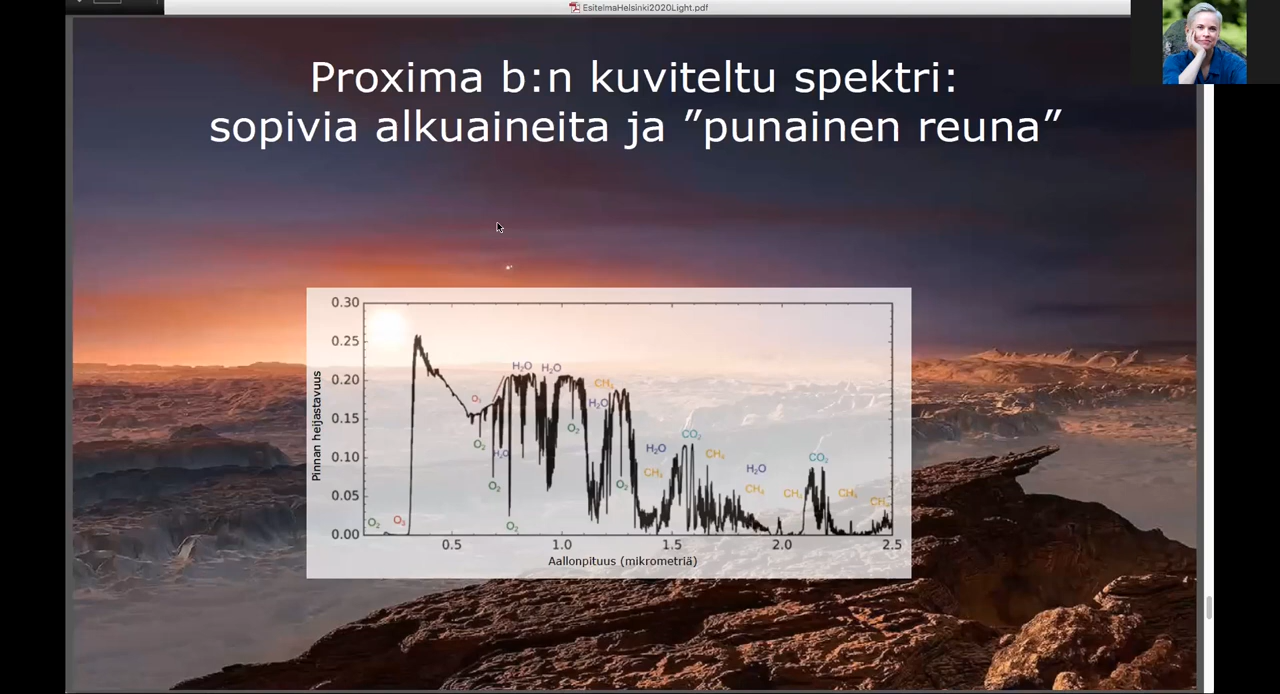 EsitelmaHelsinki2020Light.pdf
Proxima b:n kuviteltu spektri:
sopivia alkuaineita ja ”punainen reuna”
0.30
0.25
0.20
0.15
0.10
0.05
0.00
Pinnan heijastavuus
O₂
O₃
O₃
O₂
H₂O
O₂
O₂
H₂O
H₂O
O₂
CH₄
H₂O
O₂
H₂O
CH₄
CO₂
CH₄
H₂O
CH₄
CH₄
CO₂
CH₄
CH₄
0.5 1.0 1.5 2.0 2.5
Aallonpituus (mikrometriä)